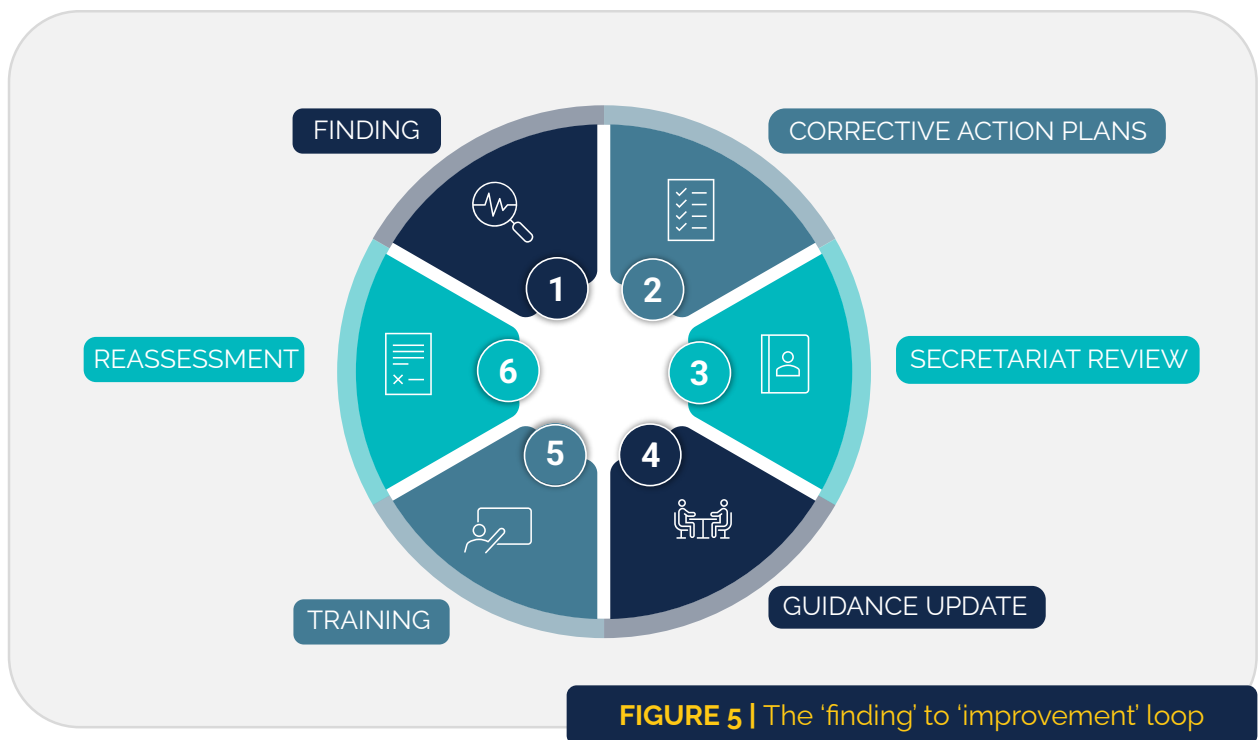 FINDING
1
CORRECTIVE ACTION PLANS
2
SECRETARIAT REVIEW
3
GUIDANCE UPDATE
4
TRAINING
5
REASSESSMENT
6
FIGURE 5 | The ‘finding’ to ‘improvement’ loop